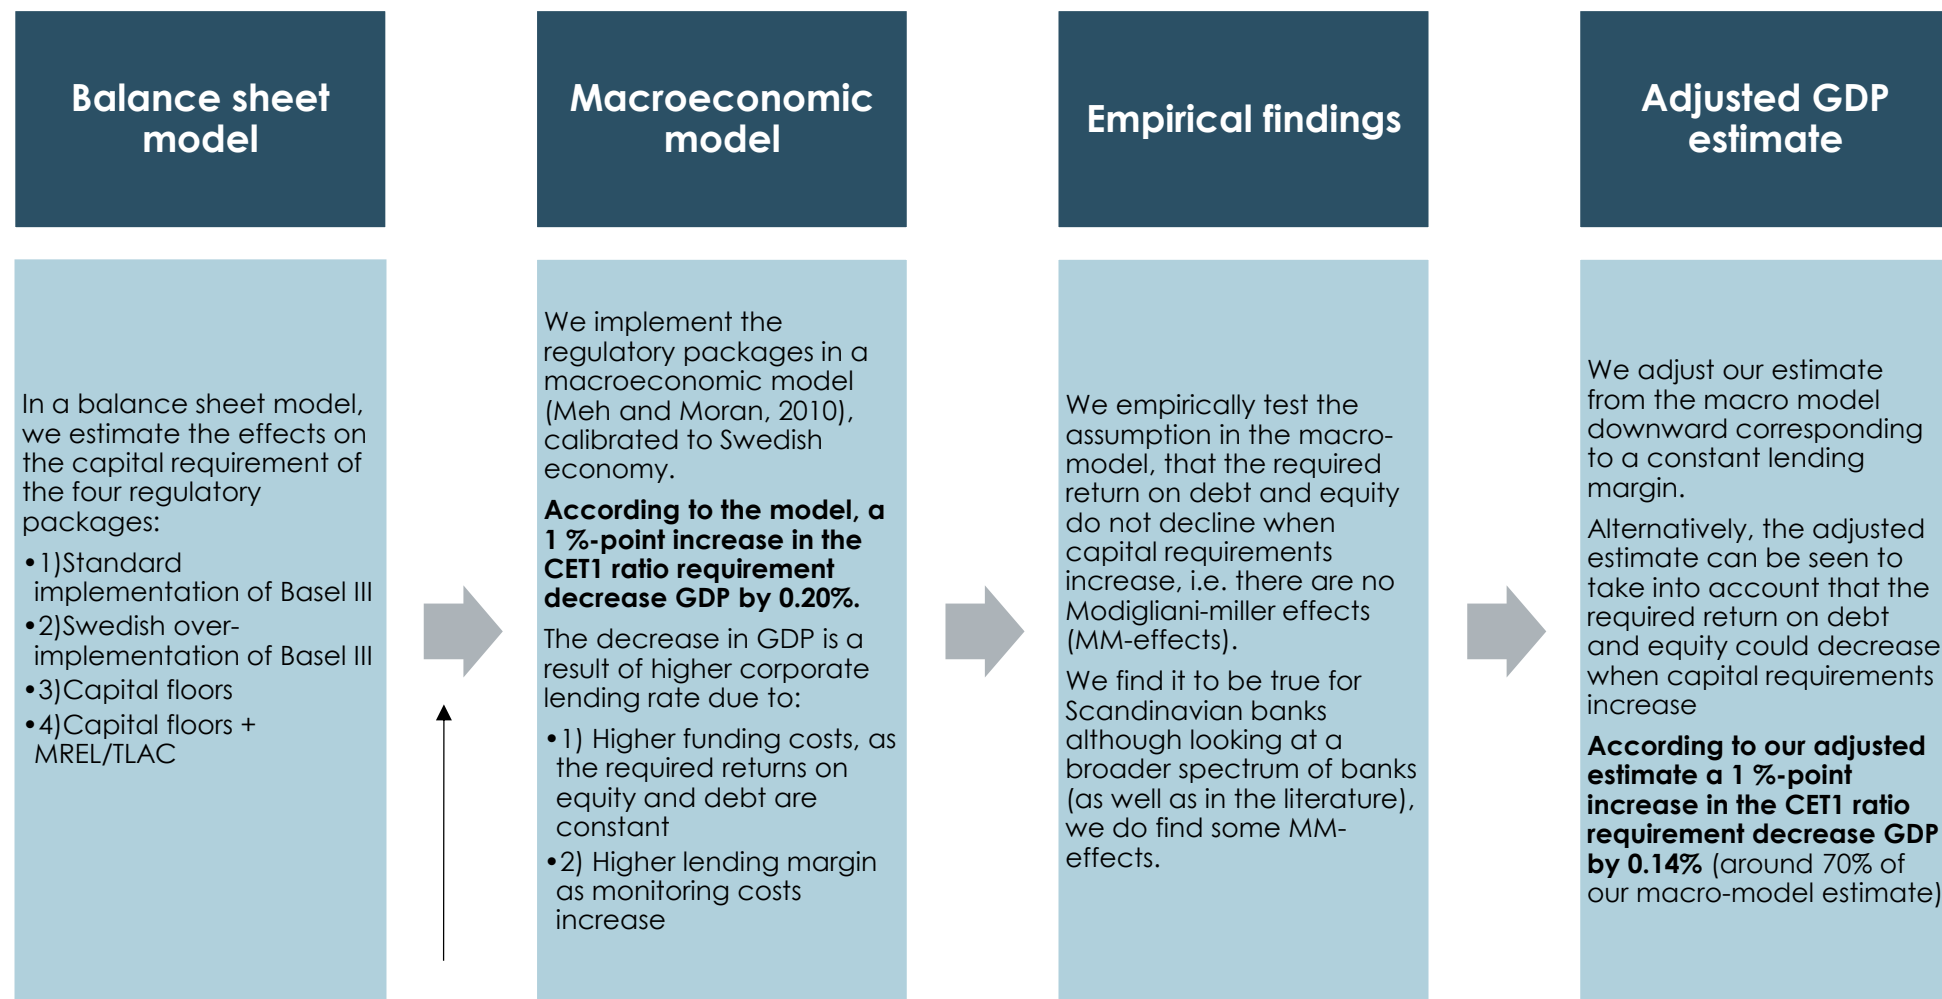 Balance sheet
model
In a balance sheet model,
we estimate the effects on
the capital requirement of
the four regulatory
packages:
•1)Standard
implementation of Basel III
•2)Swedish over-
implementation of Basel III
•3)Capital floors
•4)Capital floors +
MREL/TLAC
Macroeconomic
model
We implement the
regulatory packages in a
macroeconomic model
(Meh and Moran, 2010),
calibrated to Swedish
economy.
According to the model, a
1 %-point increase in the
CET1 ratio requirement
decrease GDP by 0.20%.
The decrease in GDP is a
result of higher corporate
lending rate due to:
•1) Higher funding costs, as
the required returns on
equity and debt are
constant
•2) Higher lending margin
as monitoring costs
increase
Empirical findings
We empirically test the
assumption in the macro-
model, that the required
return on debt and equity
do not decline when
capital requirements
increase, i.e. there are no
Modigliani-miller effects
(MM-effects).
We find it to be true for
Scandinavian banks
although looking at a
broader spectrum of banks
(as well as in the literature),
we do find some MM-
effects.
Adjusted GDP
estimate
We adjust our estimate
from the macro model
downward corresponding
to a constant lending
margin.
Alternatively, the adjusted
estimate can be seen to
take into account that the
required return on debt
and equity could decrease
when capital requirements
increase
According to our adjusted
estimate a 1 %-point
increase in the CET1 ratio
requirement decrease GDP
by 0.14% (around 70% of
our macro-model estimate)